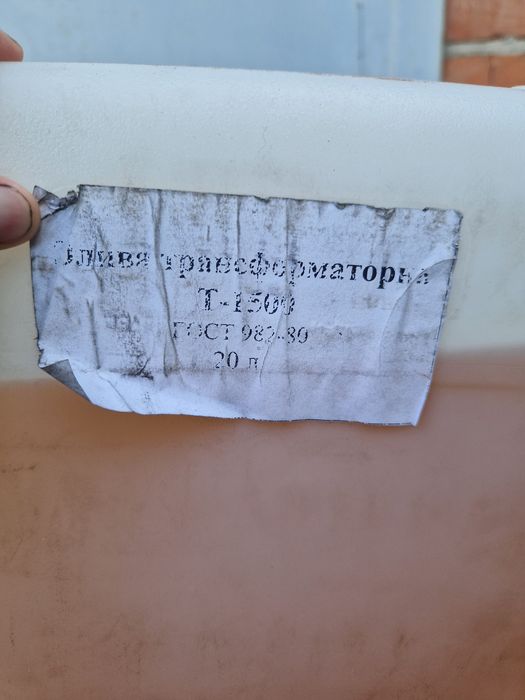 Олива трансформаторна
Т-1500
ГОСТ 982-80
20 л